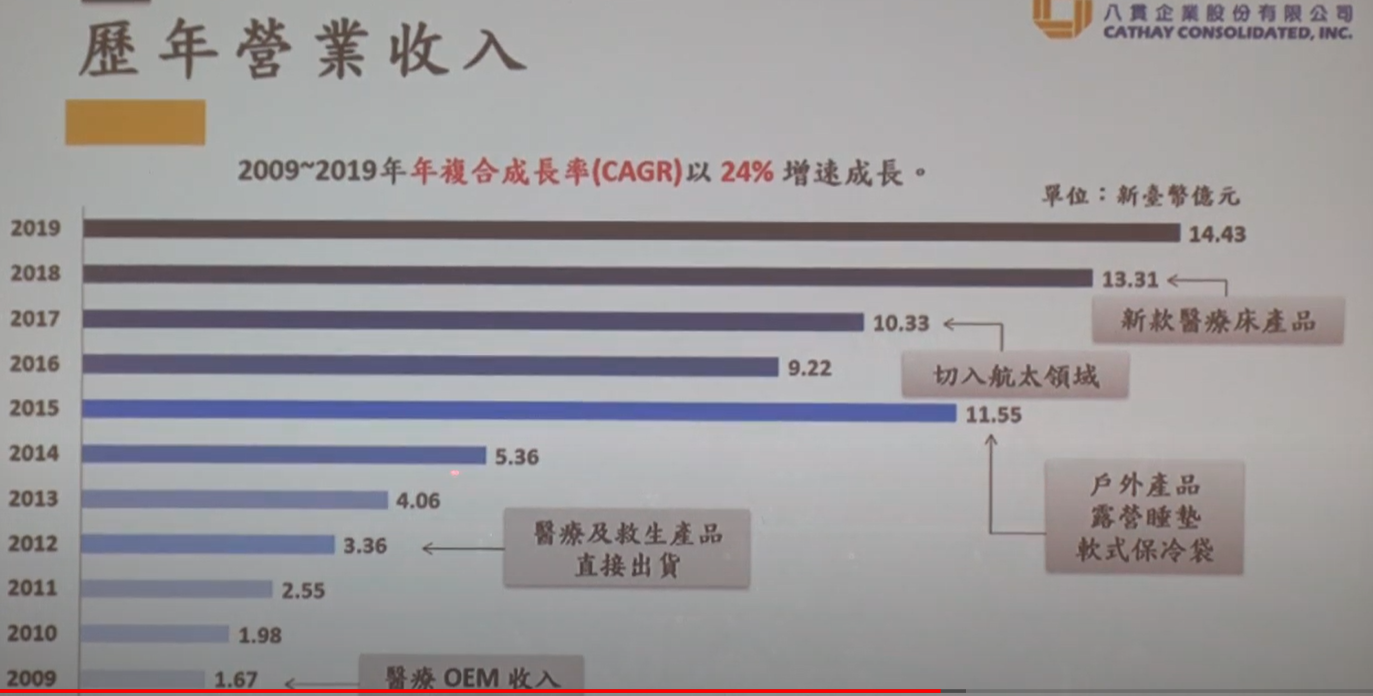 八貫企業股份有限公司
CATHAY CONSOLIDATED, INC.
歷年營業收入
2009~2019年年複合成長率(CAGR)以 24% 增速成長。
單位：新臺幣億元
2019 14.43
2018 13.31
新款醫療床產品
2017 10.33
切入航太領域
2016 9.22
2015 11.55
戶外產品
露營睡墊
軟式保冷袋
2014 5.36
2013 4.06
2012 3.36
醫療及救生產品
直接出貨
2011 2.55
2010 1.98
2009 1.67
醫療 OEM 收入